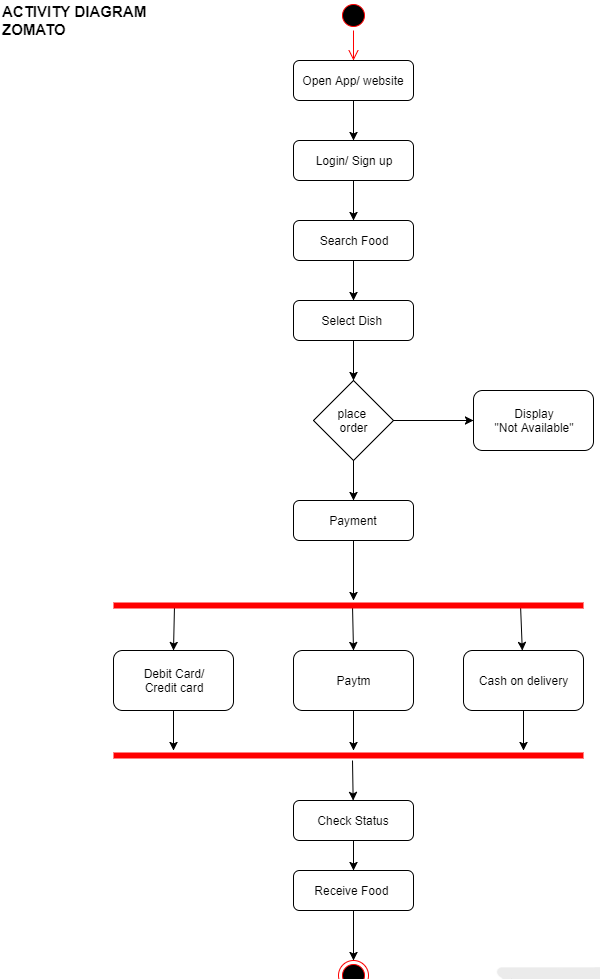 ACTIVITY DIAGRAM
ZOMATO
Open App/ website
Login/ Sign up
Search Food
Select Dish
place
order
Display
"Not Available"
Payment
Debit Card/
Credit card
Paytm
Cash on delivery
Check Status
Receive Food